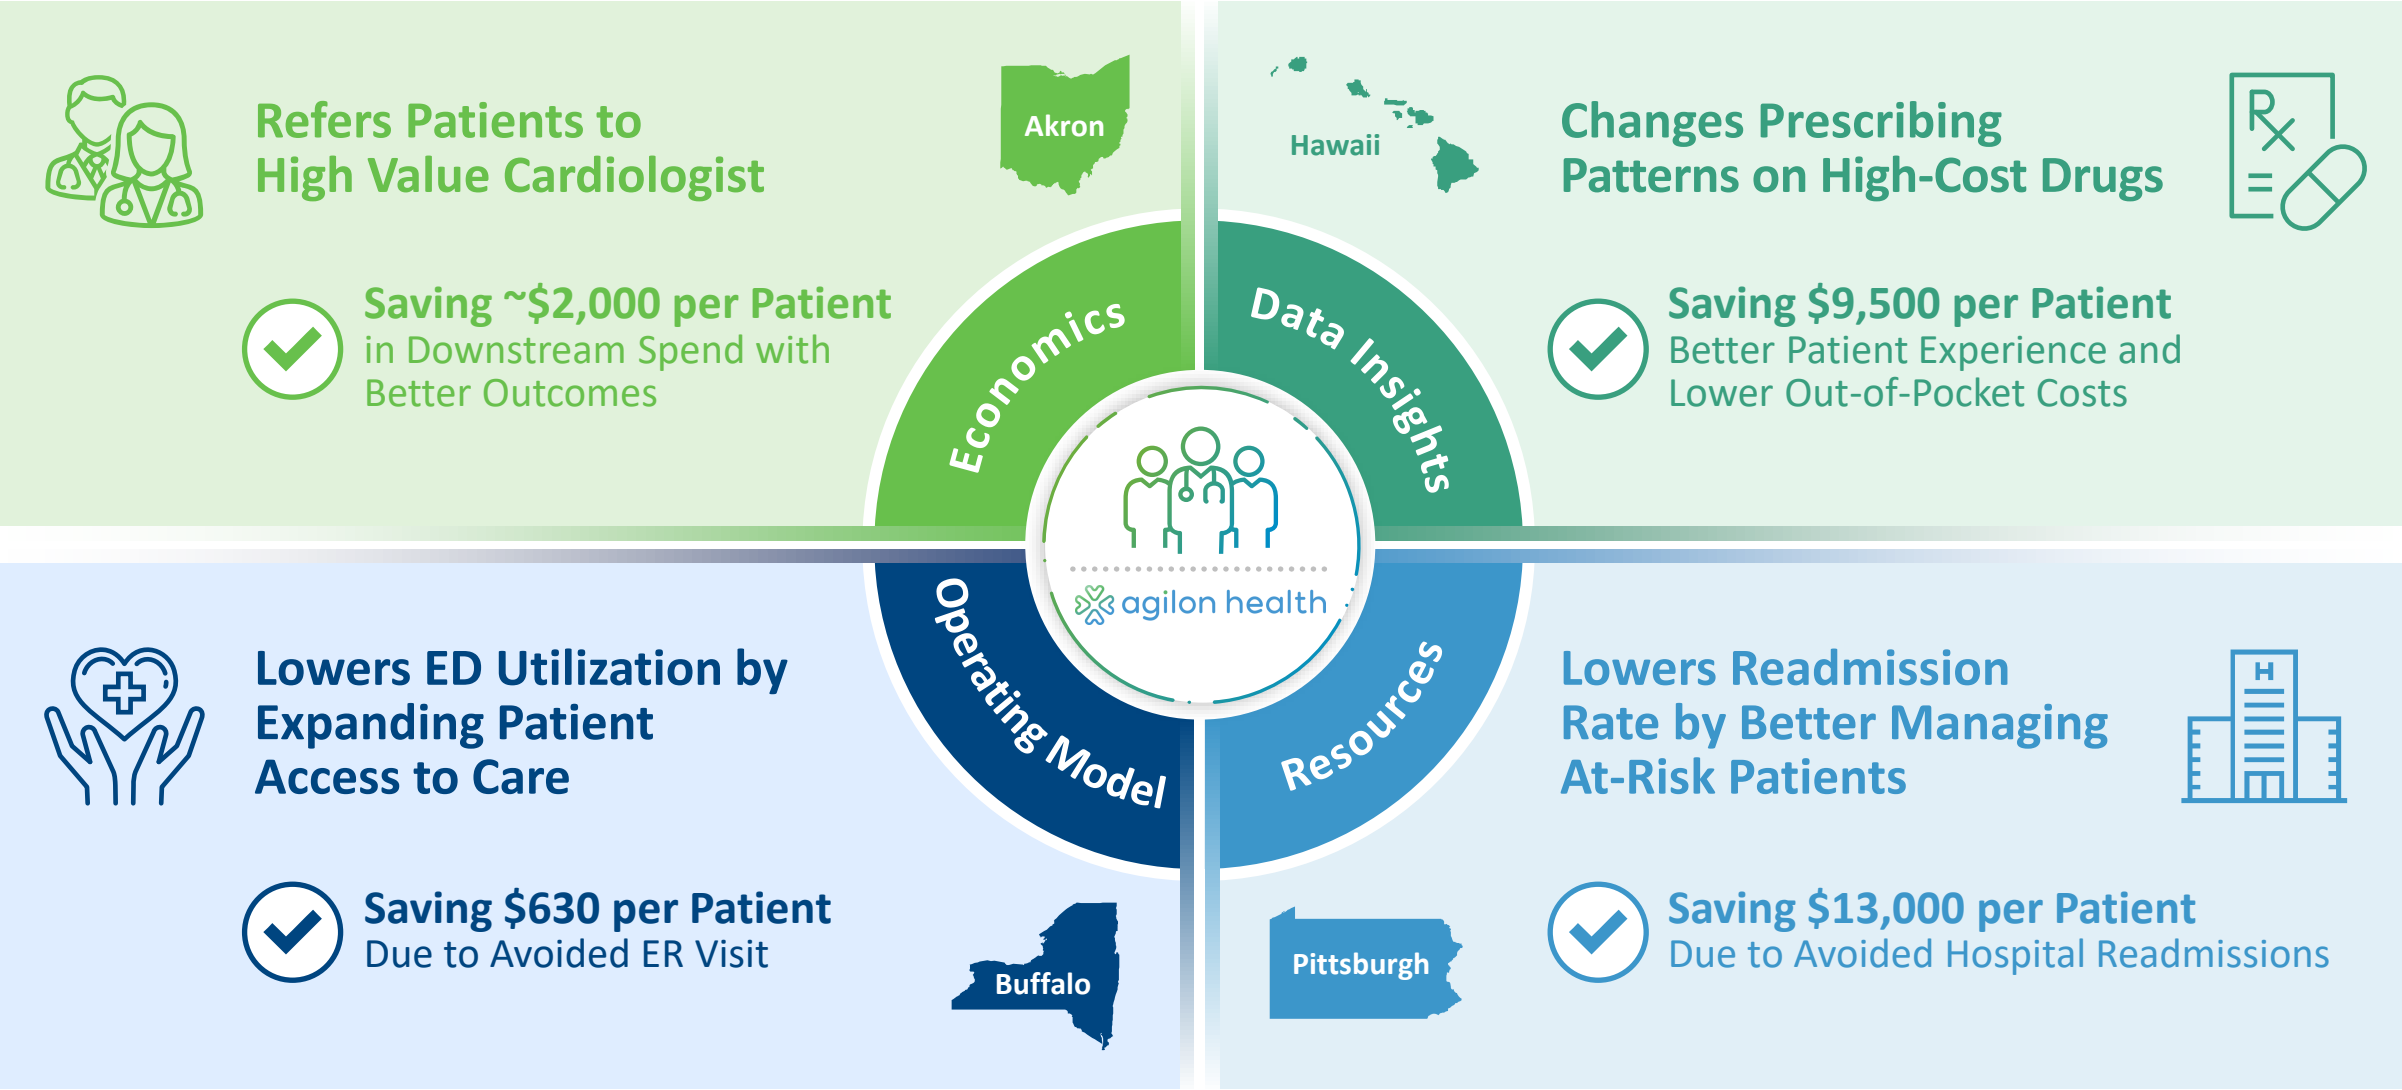 Refers Patients to
High Value Cardiologist
Akron
Saving ~$2,000 per Patient
in Downstream Spend with
Better Outcomes
Economics
Hawaii
Changes Prescribing
Patterns on High-Cost Drugs
Rx
Saving $9,500 per Patient
Better Patient Experience and
Lower Out-of-Pocket Costs
Data Insights
agilon health
Operating Model
Lowers ED Utilization by
Expanding Patient
Access to Care
Saving $630 per Patient
Due to Avoided ER Visit
Buffalo
Resources
Lowers Readmission
Rate by Better Managing
At-Risk Patients
H
Pittsburgh
Saving $13,000 per Patient
Due to Avoided Hospital Readmissions